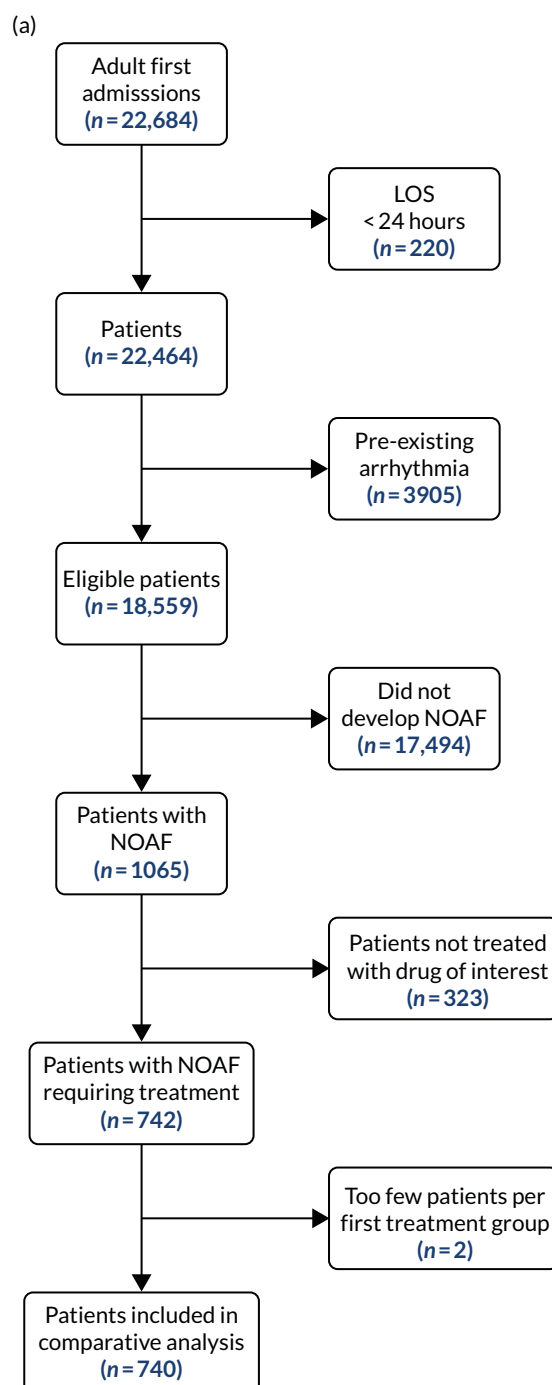 (a)
Adult first
admisssions
(n = 22,684)
LOS
< 24 hours
(n = 220)
Patients
(n = 22,464)
Pre-existing
arrhythmia
(n = 3905)
Eligible patients
(n = 18,559)
Did not
develop NOAF
(n = 17,494)
Patients with
NOAF
(n = 1065)
Patients not treated
with drug of interest
(n = 323)
Patients with NOAF
requiring treatment
(n = 742)
Too few patients per
first treatment group
(n = 2)
Patients included in
comparative analysis
(n = 740)